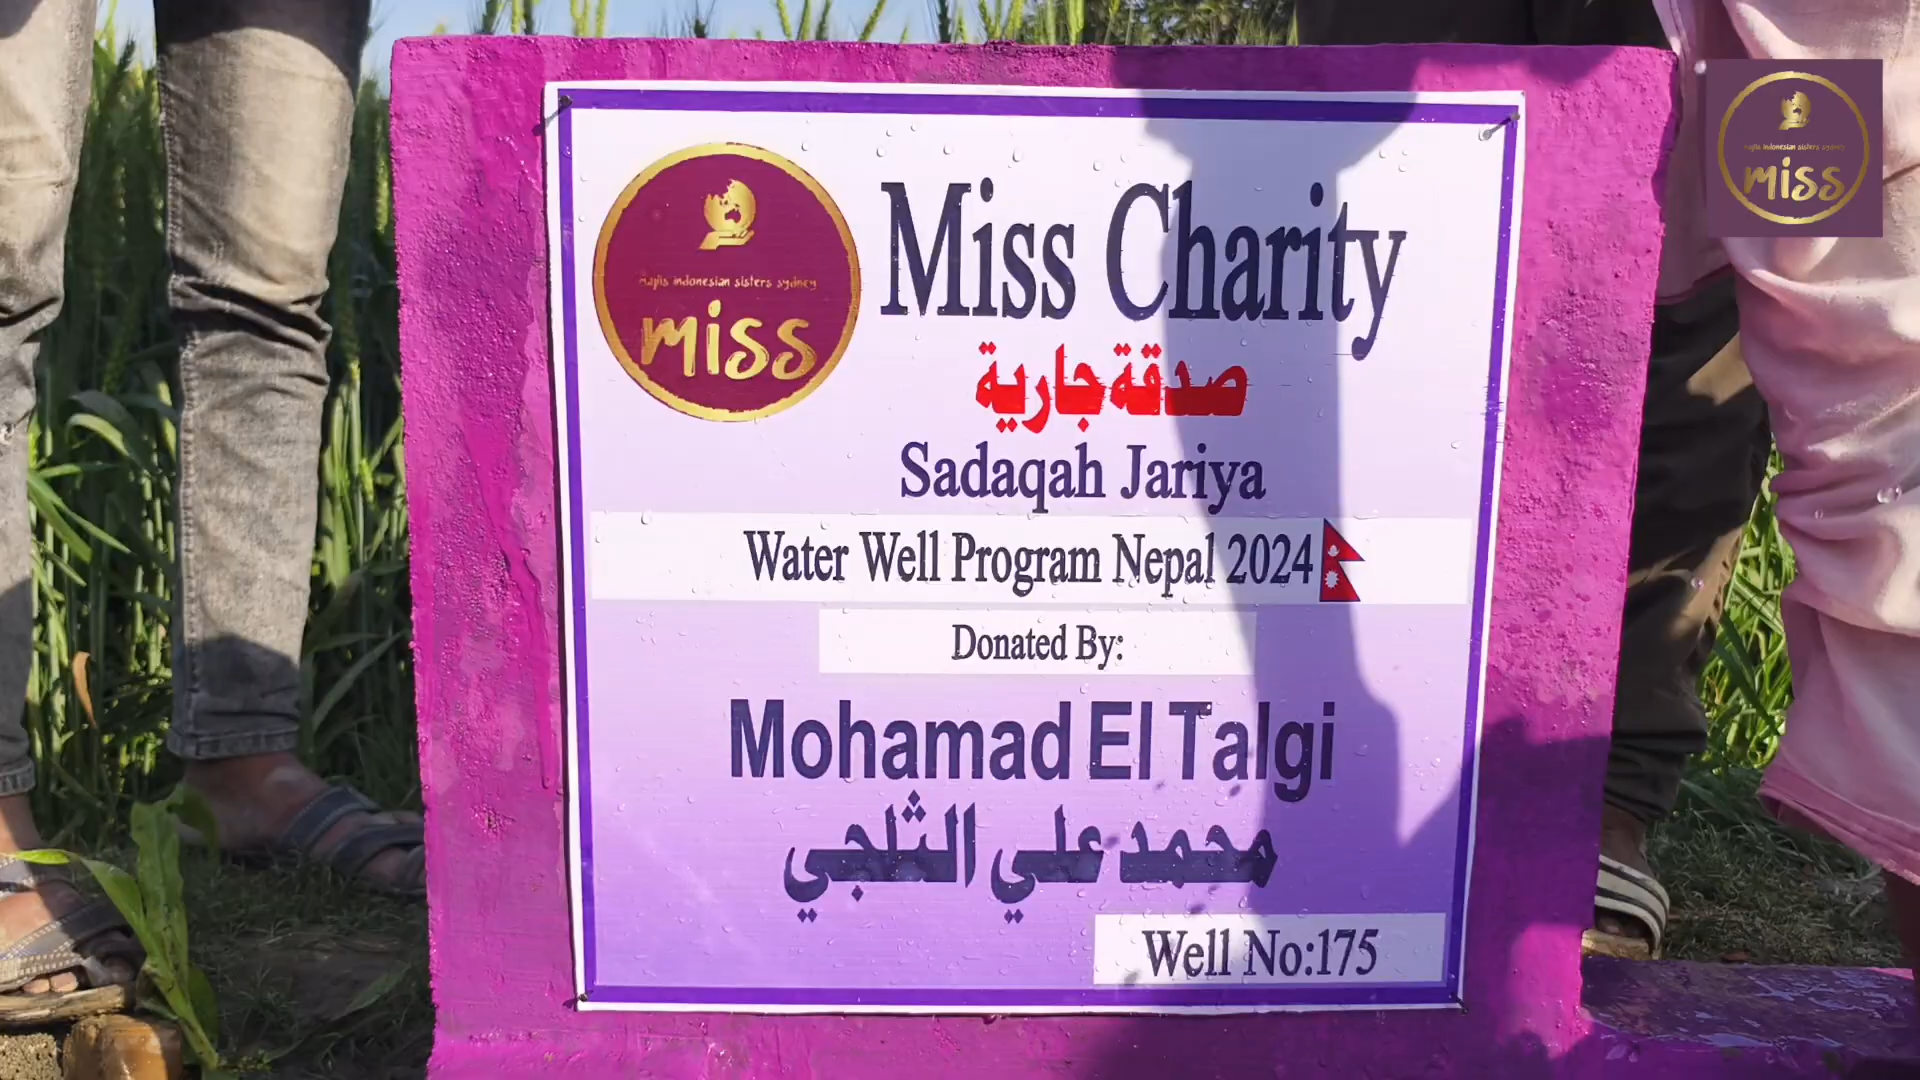 majlis indonesian sisters sydney
miss
Miss Charity
صدقة جارية
Sadaqah Jariya
Water Well Program Nepal 2024
Donated By:
Mohamad El Talgi
محمد علي الثلجي
Well No:175
majlis indonesian sisters sydney
miss